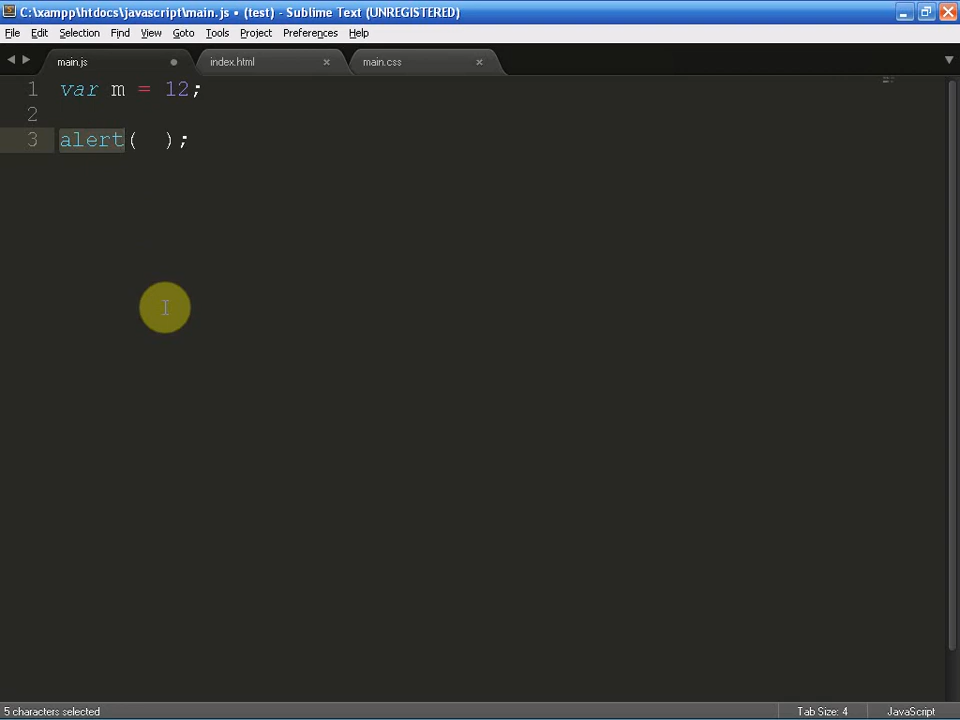 C:\xampp\htdocs\javascript\main.js • (test) - Sublime Text (UNREGISTERED)
File Edit Selection Find View Goto Tools Project Preferences Help
main.js index.html main.css
1 var m = 12;
2
3 alert(  );
5 characters selected Tab Size: 4 JavaScript